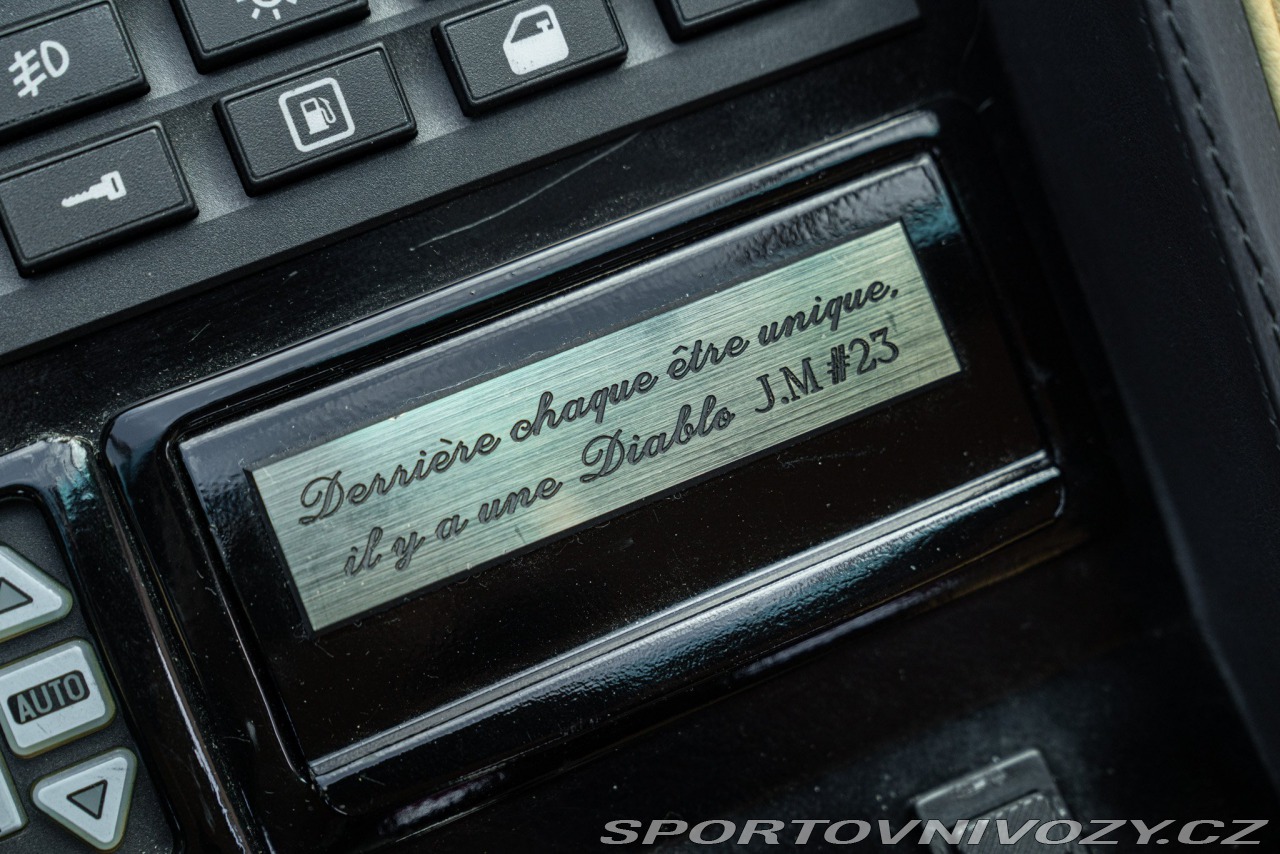 Derrière chaque être unique,
il y a une Diablo J.M #23
AUTO
SPORTOVNIVOZY.CZ